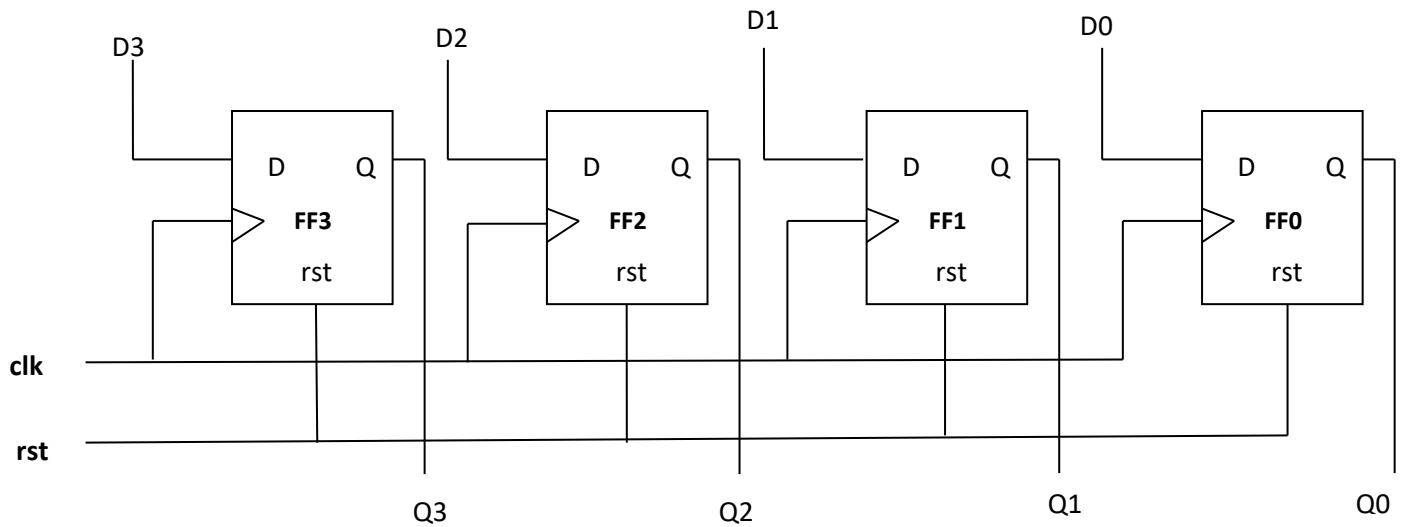 D3
D2
D1
D0
D Q
FF3
rst
D Q
FF2
rst
D Q
FF1
rst
D Q
FF0
rst
clk
rst
Q3
Q2
Q1
Q0